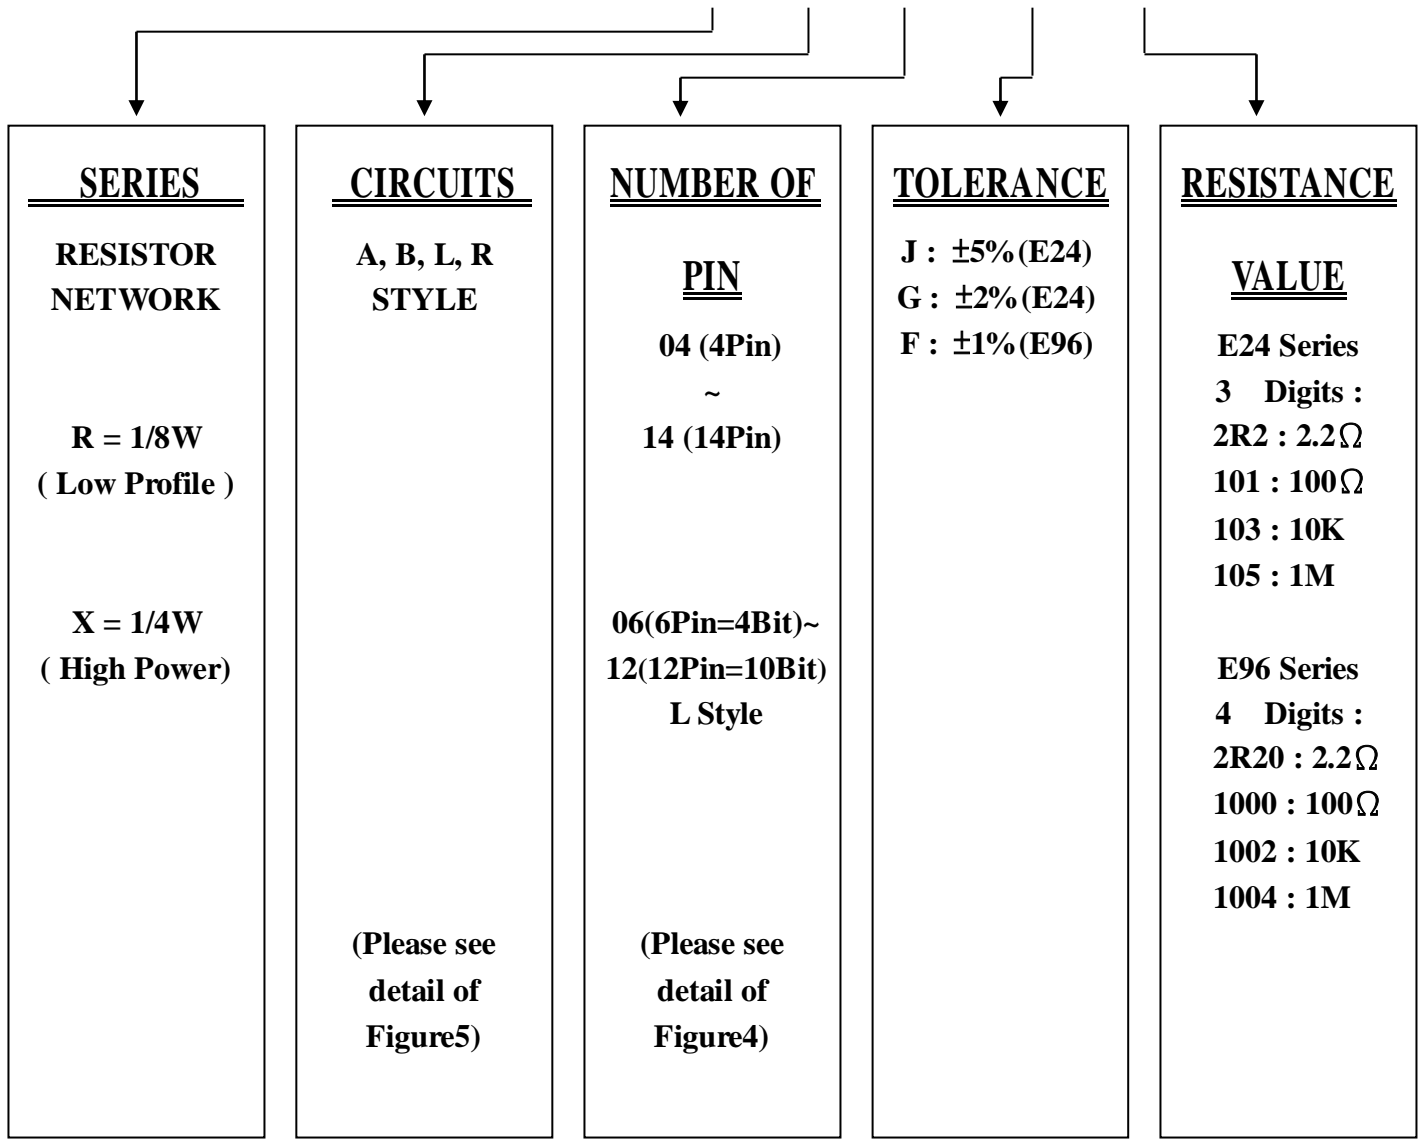 SERIES
RESISTOR
NETWORK
R = 1/8W
( Low Profile )
X = 1/4W
( High Power)
CIRCUITS
A, B, L, R
STYLE
(Please see
detail of
Figure5)
NUMBER OF
PIN
04 (4Pin)
~
14 (14Pin)
06(6Pin=4Bit)~
12(12Pin=10Bit)
L Style
(Please see
detail of
Figure4)
TOLERANCE
J : ±5%(E24)
G : ±2%(E24)
F : ±1%(E96)
RESISTANCE
VALUE
E24 Series
3 Digits :
2R2 : 2.2Ω
101 : 100Ω
103 : 10K
105 : 1M
E96 Series
4 Digits :
2R20 : 2.2Ω
1000 : 100Ω
1002 : 10K
1004 : 1M